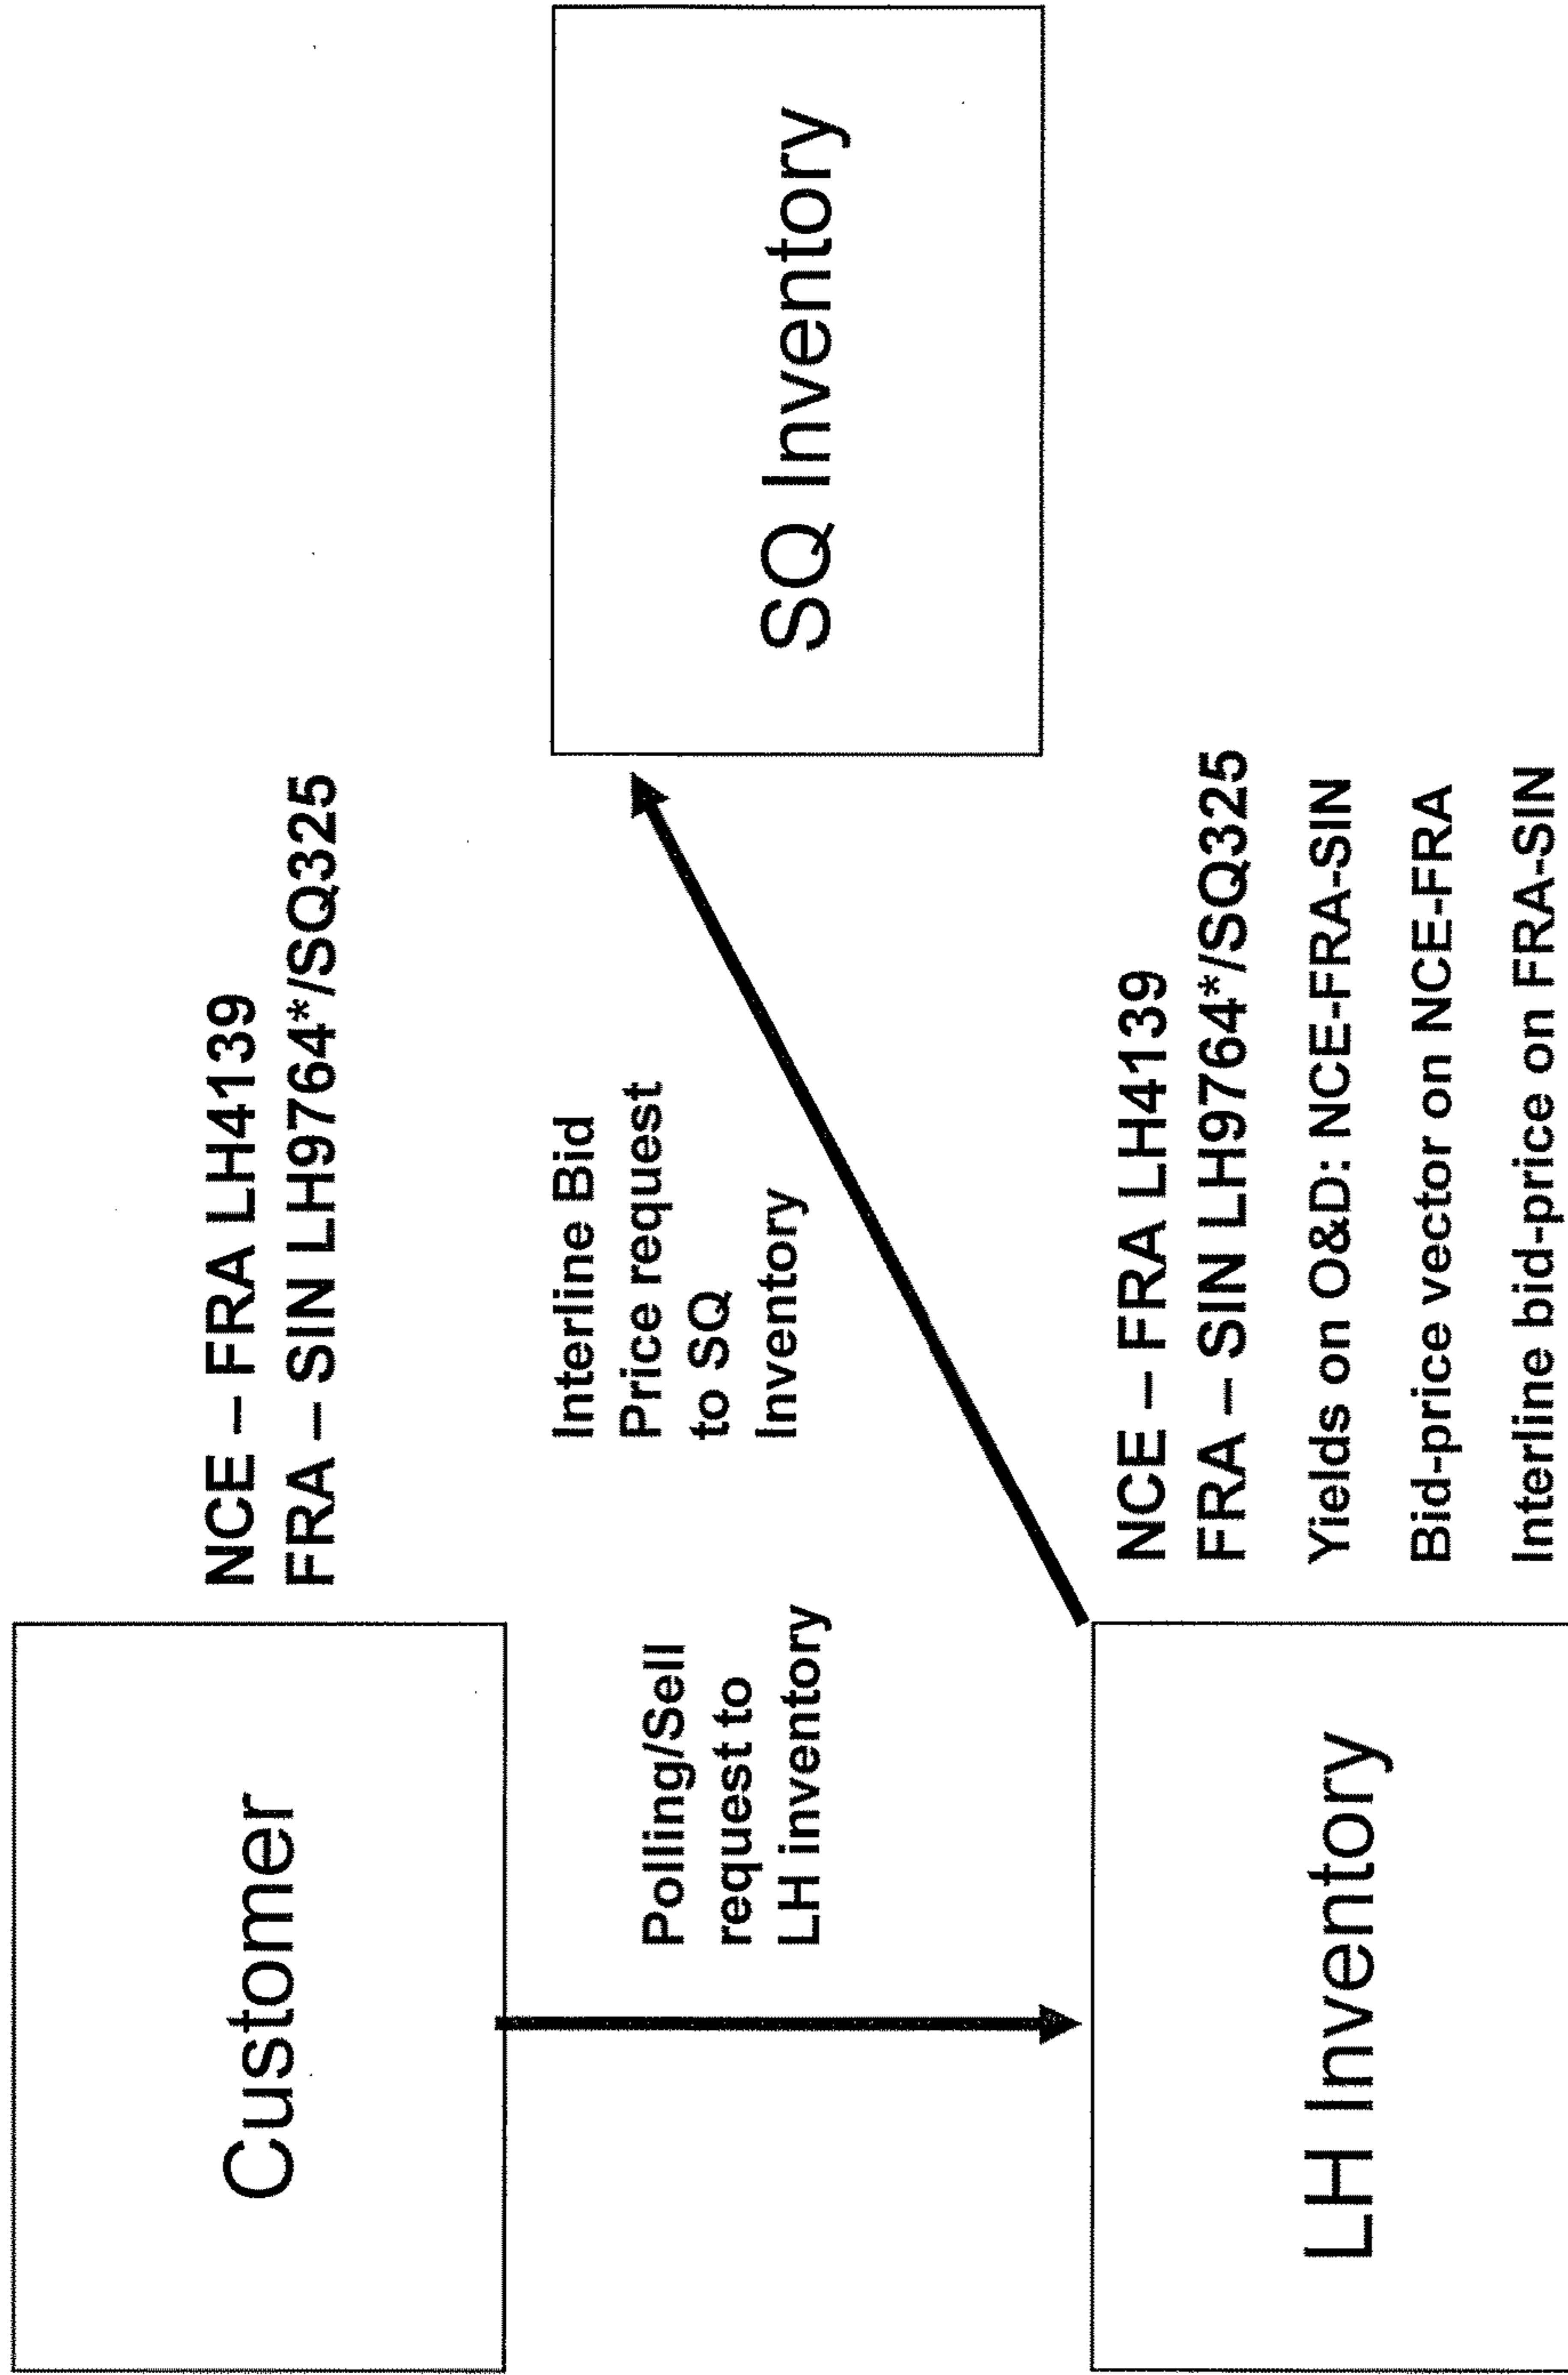 Customer
NCE – FRA LH4139
FRA – SIN LH9764*/SQ325
Polling/Sell
request to
LH inventory
Interline Bid
Price request
to SQ
Inventory
SQ Inventory
LH Inventory
NCE – FRA LH4139
FRA – SIN LH9764*/SQ325
Yields on O&D: NCE-FRA-SIN
Bid-price vector on NCE-FRA
Interline bid-price on FRA-SIN